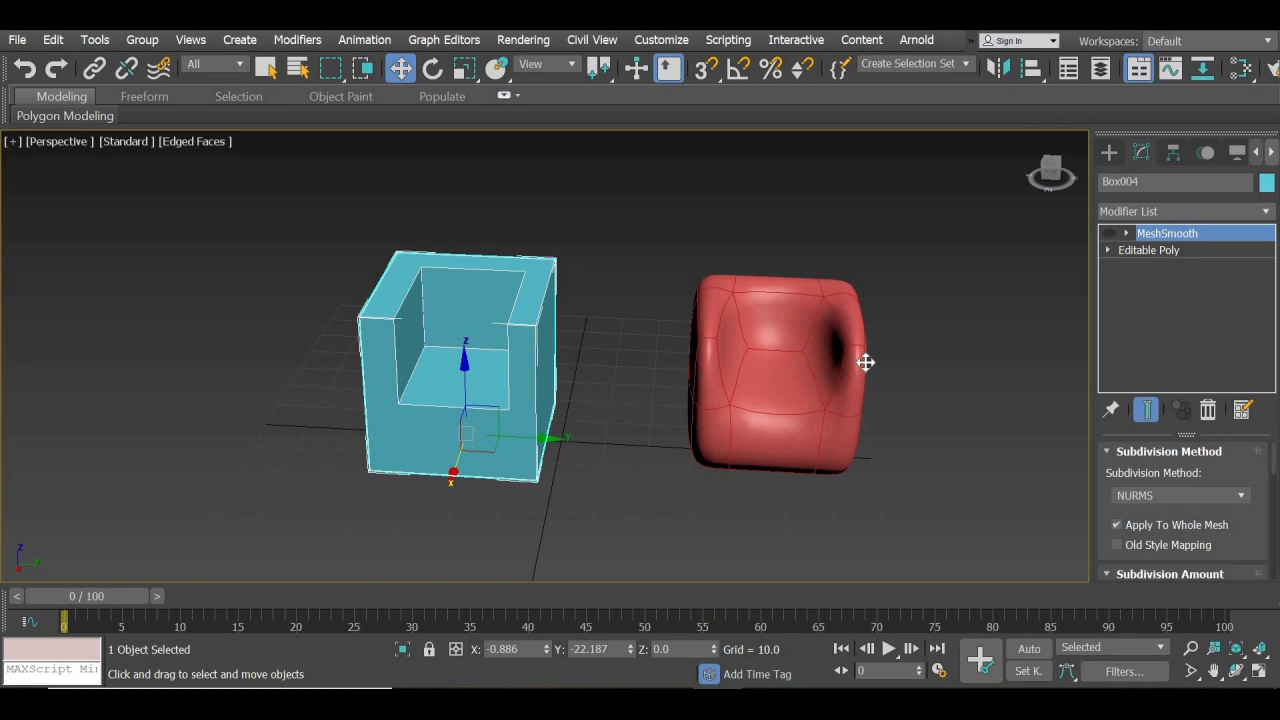 File Edit Tools Group Views Create Modifiers Animation Graph Editors Rendering Civil View Customize Scripting Interactive Content Arnold » Sign In Workspaces: Default
All View 3 Create Selection Set
Modeling Freeform Selection Object Paint Populate
Polygon Modeling
[+] [Perspective ] [Standard ] [Edged Faces ]
Box004
Modifier List
MeshSmooth
Editable Poly
z
y
x
Subdivision Method
Subdivision Method:
NURMS
Apply To Whole Mesh
Old Style Mapping
z
y
x
Subdivision Amount
< 0 / 100 >
0 5 10 15 20 25 30 35 40 45 50 55 60 65 70 75 80 85 90 95 100
1 Object Selected X: -0.886 Y: -22.187 Z: 0.0 Grid = 10.0 Auto Selected
MAXScript Mi Click and drag to select and move objects Add Time Tag 0 Set K. Filters...